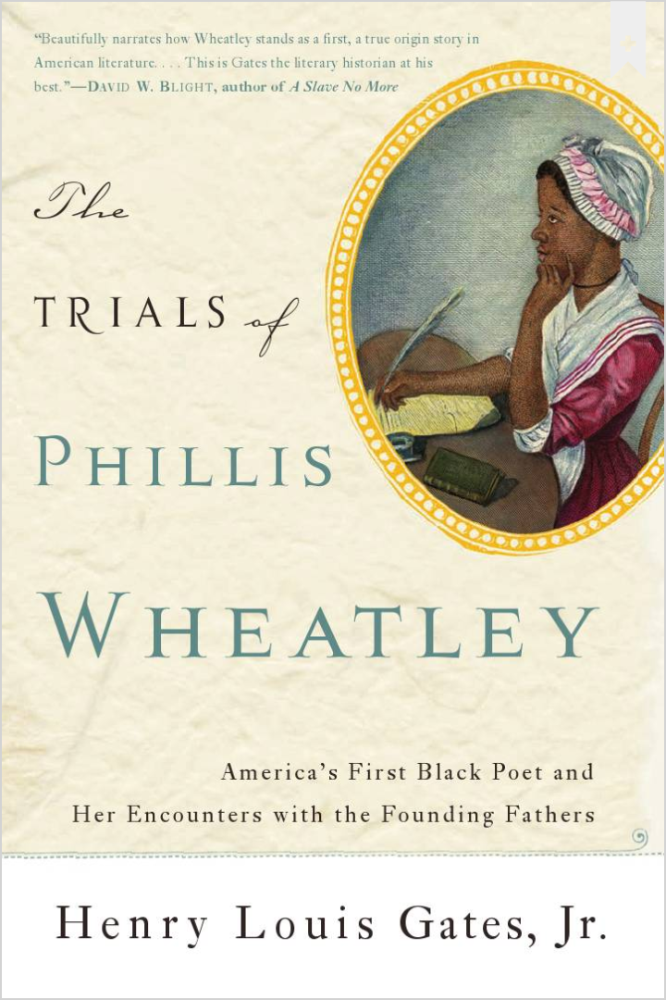 “Beautifully narrates how Wheatley stands as a first, a true origin story in
American literature. . . . This is Gates the literary historian at his
best.”—DAVID W. BLIGHT, author of A Slave No More
The
TRIALS of
PHILLIS
WHEATLEY
America’s First Black Poet and
Her Encounters with the Founding Fathers
Henry Louis Gates, Jr.